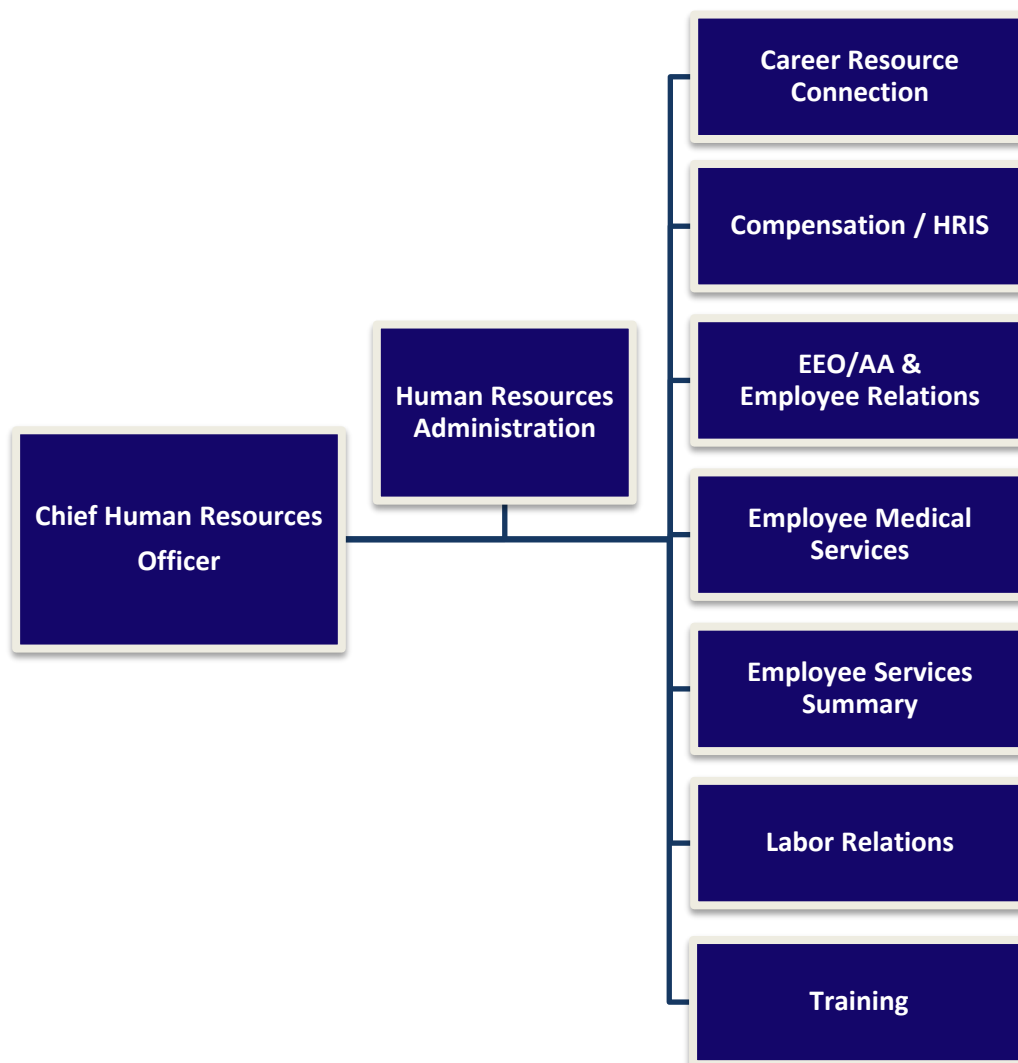 Career Resource
Connection
Compensation / HRIS
EEO/AA &
Employee Relations
Human Resources
Administration
Chief Human Resources
Officer
Employee Medical
Services
Employee Services
Summary
Labor Relations
Training